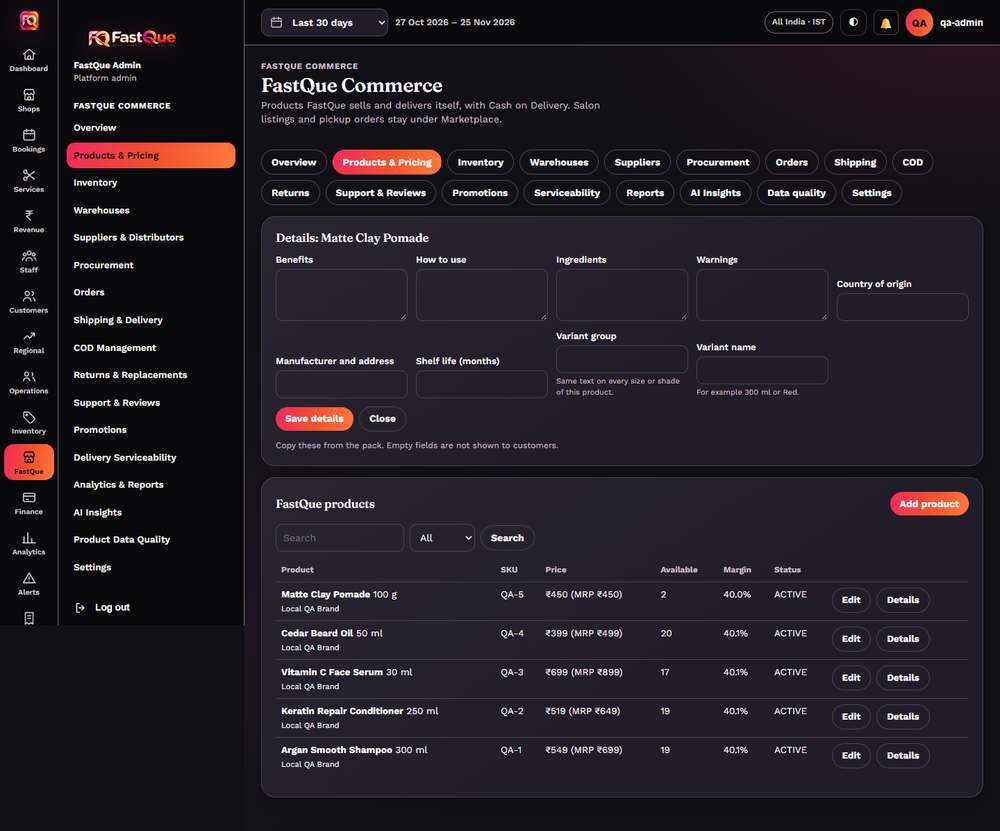 Dashboard
Shops
Bookings
Services
Revenue
Staff
Customers
Regional
Operations
Inventory
FastQue
Finance
Analytics
Alerts
FastQue
FastQue Admin
Platform admin
FASTQUE COMMERCE
Overview
Products & Pricing
Inventory
Warehouses
Suppliers & Distributors
Procurement
Orders
Shipping & Delivery
COD Management
Returns & Replacements
Support & Reviews
Promotions
Delivery Serviceability
Analytics & Reports
AI Insights
Product Data Quality
Settings
Log out
Last 30 days 27 Oct 2026 – 25 Nov 2026 All India · IST QA qa-admin
FASTQUE COMMERCE
FastQue Commerce
Products FastQue sells and delivers itself, with Cash on Delivery. Salon
listings and pickup orders stay under Marketplace.
Overview Products & Pricing Inventory Warehouses Suppliers Procurement Orders Shipping COD
Returns Support & Reviews Promotions Serviceability Reports AI Insights Data quality Settings
Details: Matte Clay Pomade
Benefits How to use Ingredients Warnings
Country of origin
Variant group
Variant name
Manufacturer and address Shelf life (months)
Same text on every size or shade
of this product.
For example 300 ml or Red.
Save details Close
Copy these from the pack. Empty fields are not shown to customers.
FastQue products Add product
Search All Search
Product SKU Price Available Margin Status
Matte Clay Pomade 100 g QA-5 ₹450 (MRP ₹450) 2 40.0% ACTIVE Edit Details
Local QA Brand
Cedar Beard Oil 50 ml QA-4 ₹399 (MRP ₹499) 20 40.1% ACTIVE Edit Details
Local QA Brand
Vitamin C Face Serum 30 ml QA-3 ₹699 (MRP ₹899) 17 40.1% ACTIVE Edit Details
Local QA Brand
Keratin Repair Conditioner 250 ml QA-2 ₹519 (MRP ₹649) 19 40.1% ACTIVE Edit Details
Local QA Brand
Argan Smooth Shampoo 300 ml QA-1 ₹549 (MRP ₹699) 19 40.1% ACTIVE Edit Details
Local QA Brand